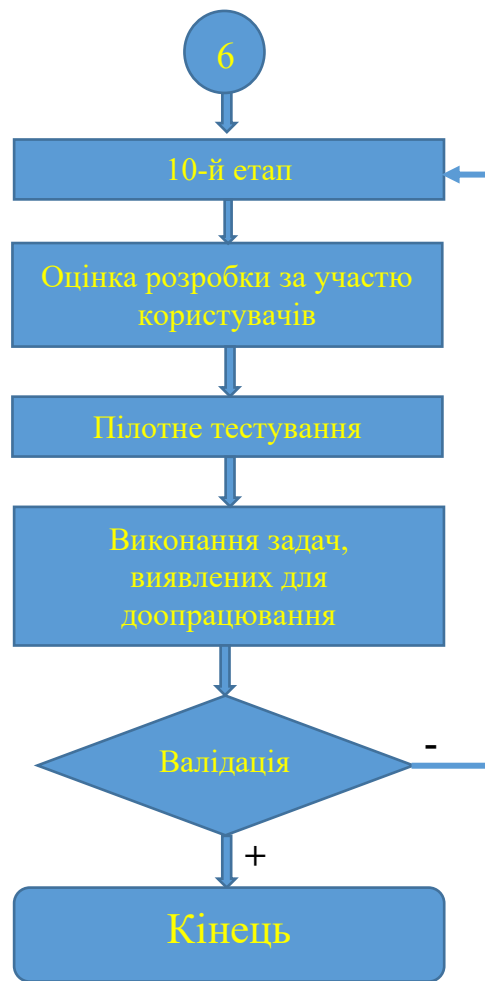 6
10-й етап
Оцінка розробки за участю
користувачів
Пілотне тестування
Виконання задач,
виявлених для
доопрацювання
Валідація
-
+
Кінець